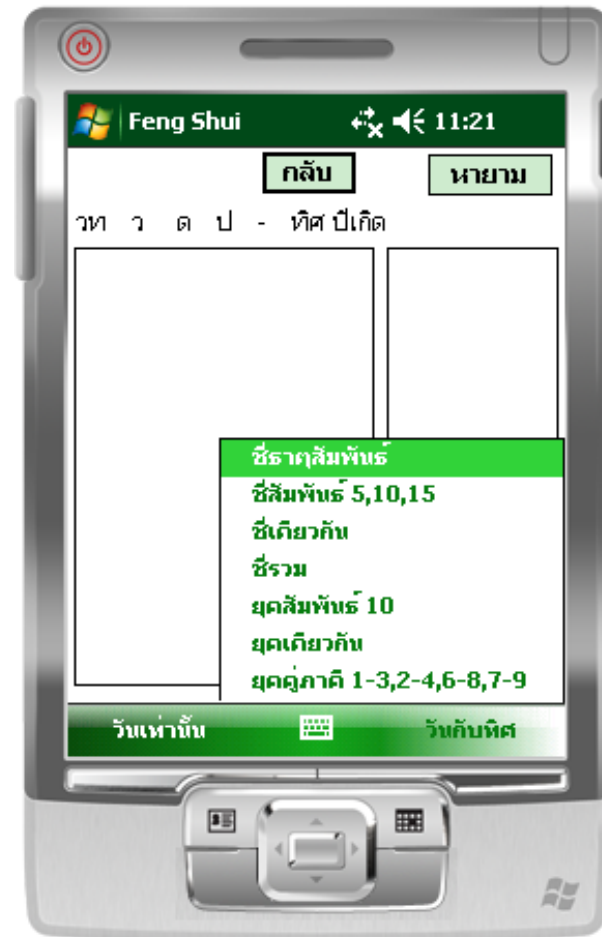 Feng Shui 11:21
กลับ หายาม
วท ว ด ป - ทิศ ปีเกิด
ชี่ธาตุสัมพันธ์
ชี่สัมพันธ์ 5,10,15
ชี่เดียวกัน
ชี่รวม
ยุคสัมพันธ์ 10
ยุคเดียวกัน
ยุคคู่ภาคี 1-3,2-4,6-8,7-9
วันเท่านั้น วันกับทิศ